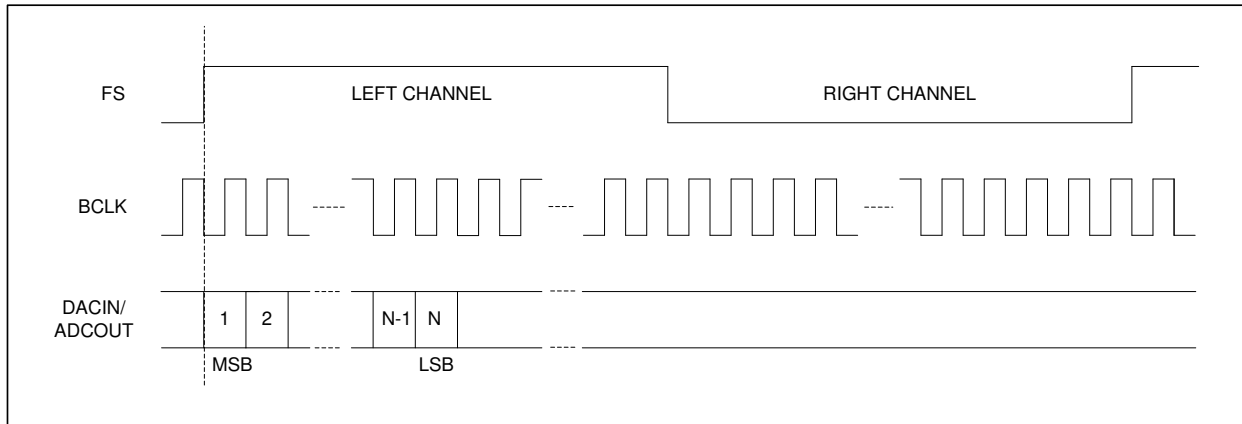 FS
LEFT CHANNEL
RIGHT CHANNEL
BCLK
DACIN/
ADCOUT
1
2
N-1
N
MSB
LSB